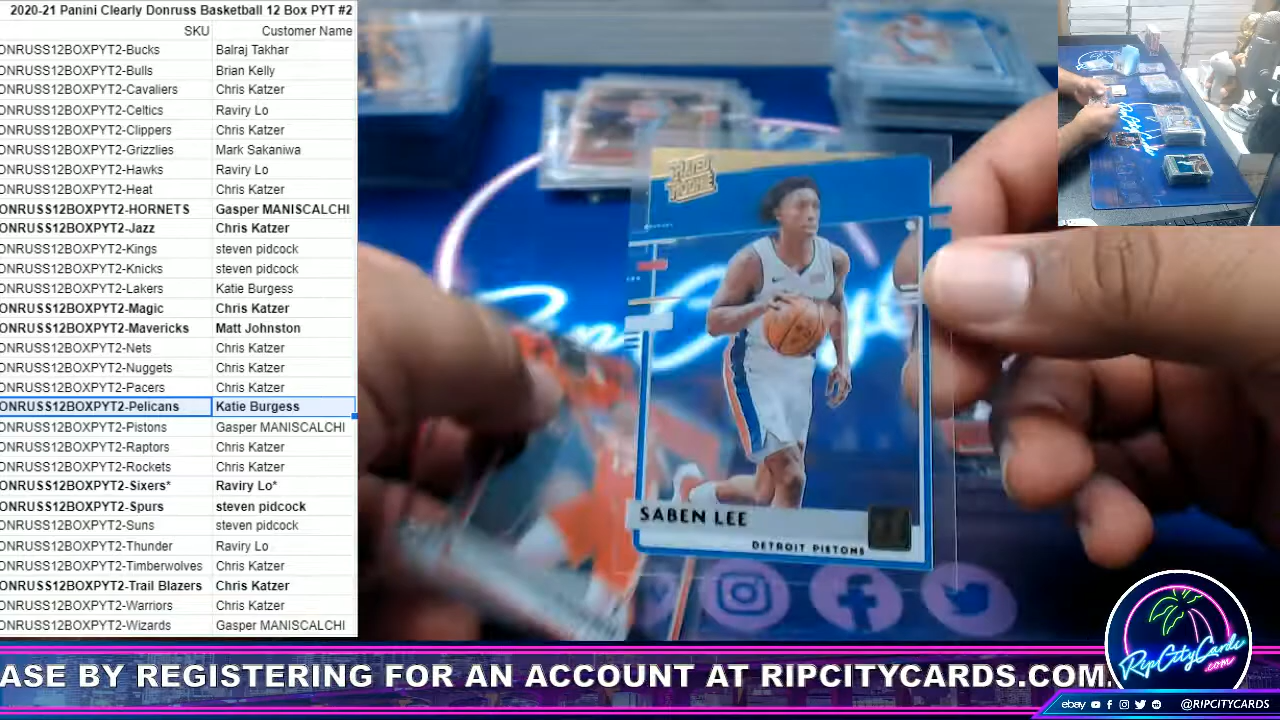 2020-21 Panini Clearly Donruss Basketball 12 Box PYT #2
SKU Customer Name
ONRUSS12BOXPYT2-Bucks Balraj Takhar
ONRUSS12BOXPYT2-Bulls Brian Kelly
ONRUSS12BOXPYT2-Cavaliers Chris Katzer
ONRUSS12BOXPYT2-Celtics Raviry Lo
ONRUSS12BOXPYT2-Clippers Chris Katzer
ONRUSS12BOXPYT2-Grizzlies Mark Sakaniwa
ONRUSS12BOXPYT2-Hawks Raviry Lo
ONRUSS12BOXPYT2-Heat Chris Katzer
ONRUSS12BOXPYT2-HORNETS Gasper MANISCALCHI
ONRUSS12BOXPYT2-Jazz Chris Katzer
ONRUSS12BOXPYT2-Kings steven pidcock
ONRUSS12BOXPYT2-Knicks steven pidcock
ONRUSS12BOXPYT2-Lakers Katie Burgess
ONRUSS12BOXPYT2-Magic Chris Katzer
ONRUSS12BOXPYT2-Mavericks Matt Johnston
ONRUSS12BOXPYT2-Nets Chris Katzer
ONRUSS12BOXPYT2-Nuggets Chris Katzer
ONRUSS12BOXPYT2-Pacers Chris Katzer
ONRUSS12BOXPYT2-Pelicans Katie Burgess
ONRUSS12BOXPYT2-Pistons Gasper MANISCALCHI
ONRUSS12BOXPYT2-Raptors Chris Katzer
ONRUSS12BOXPYT2-Rockets Chris Katzer
ONRUSS12BOXPYT2-Sixers* Raviry Lo*
ONRUSS12BOXPYT2-Spurs steven pidcock
ONRUSS12BOXPYT2-Suns steven pidcock
ONRUSS12BOXPYT2-Thunder Raviry Lo
ONRUSS12BOXPYT2-Timberwolves Chris Katzer
ONRUSS12BOXPYT2-Trail Blazers Chris Katzer
ONRUSS12BOXPYT2-Warriors Chris Katzer
ONRUSS12BOXPYT2-Wizards Gasper MANISCALCHI
RATED
ROOKIE
SABEN LEE
DETROIT PISTONS
ASE BY REGISTERING FOR AN ACCOUNT AT RIPCITYCARDS.COM.
RipCityCards
.com
ebay @RIPCITYCARDS